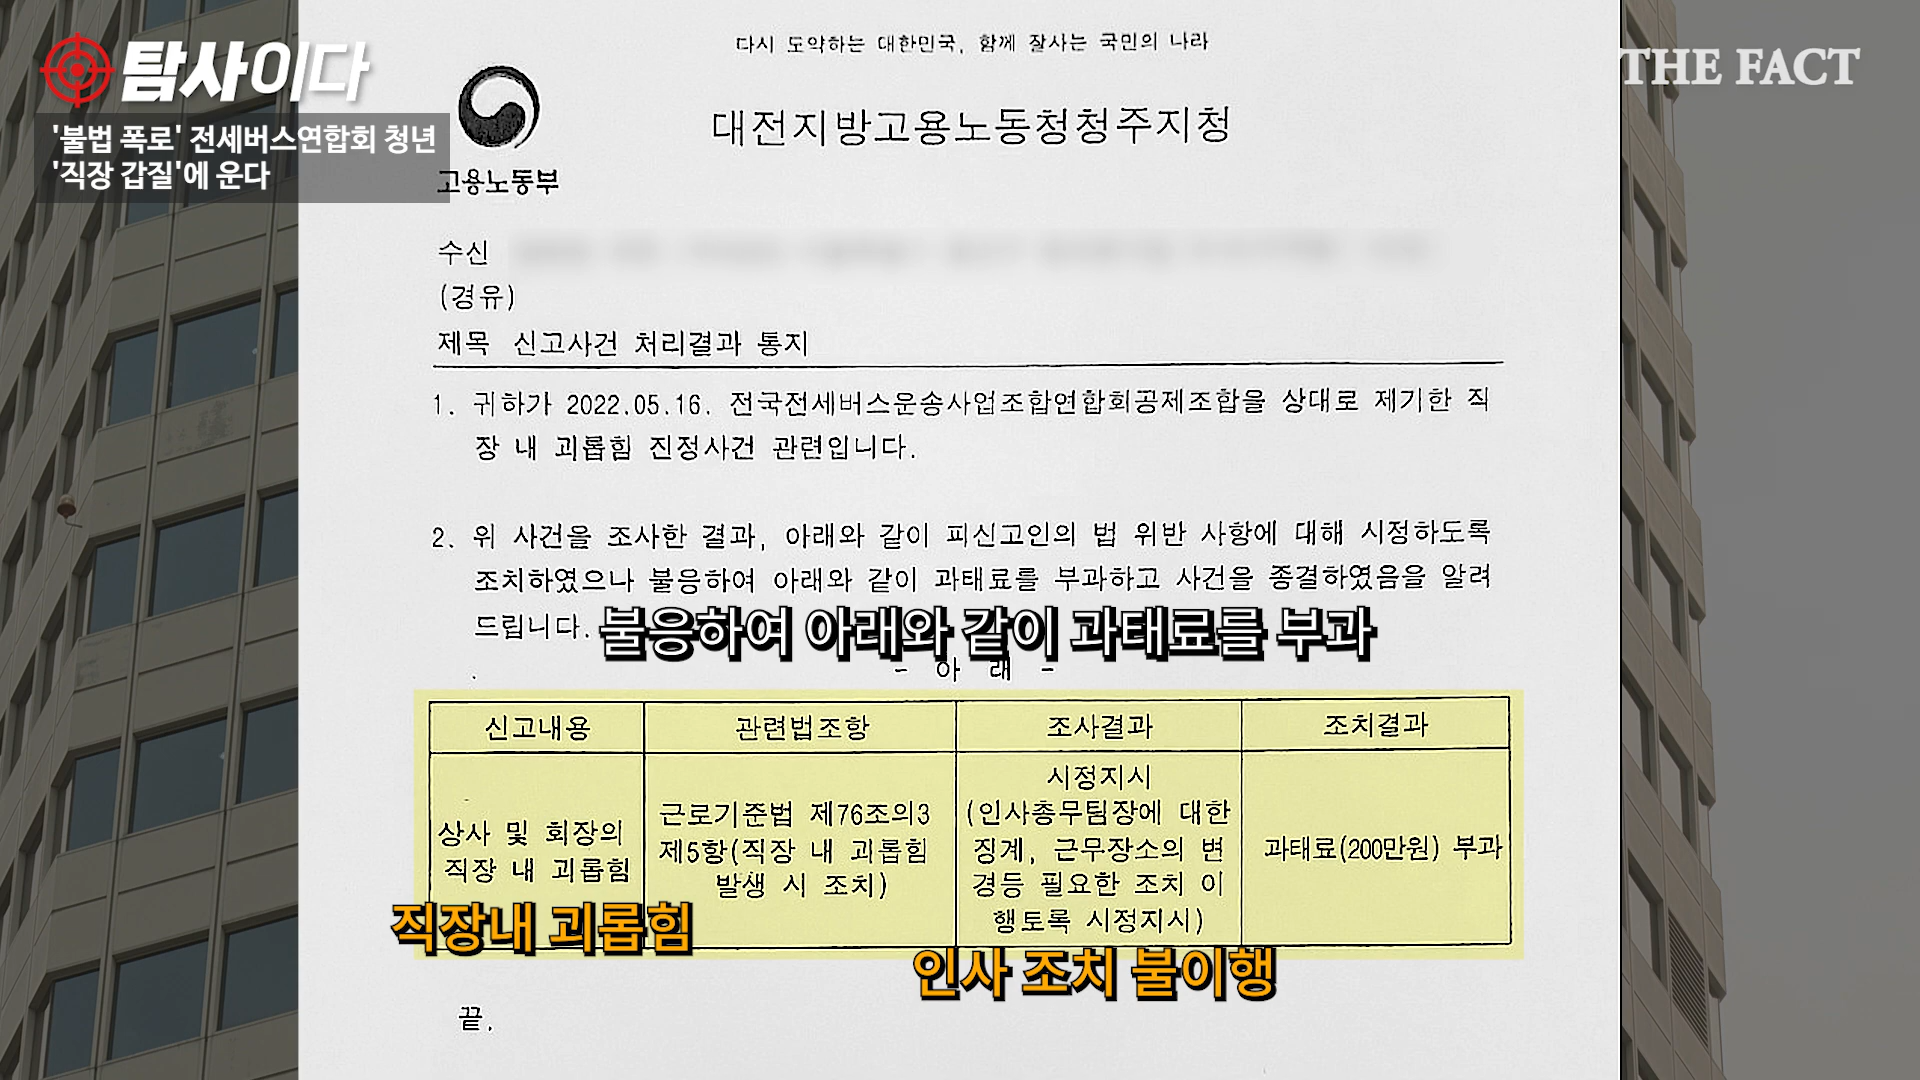 탐사이다
'불법 폭로' 전세버스연합회 청년
'직장 갑질'에 운다
THE FACT
다시 도약하는 대한민국, 함께 잘사는 국민의 나라
대전지방고용노동청청주지청
고용노동부
수신
(경유)
제목 신고사건 처리결과 통지
1. 귀하가 2022.05.16. 전국전세버스운송사업조합연합회공제조합을 상대로 제기한 직
장 내 괴롭힘 진정사건 관련입니다.
2. 위 사건을 조사한 결과, 아래와 같이 피신고인의 법 위반 사항에 대해 시정하도록
조치하였으나 불응하여 아래와 같이 과태료를 부과하고 사건을 종결하였음을 알려
드립니다.
불응하여 아래와 같이 과태료를 부과
- 아 래 -
신고내용 관련법조항 조사결과 조치결과
상사 및 회장의
직장 내 괴롭힘
근로기준법 제76조의3
제5항(직장 내 괴롭힘
발생 시 조치)
시정지시
(인사총무팀장에 대한
징계, 근무장소의 변
경등 필요한 조치 이
행토록 시정지시)
과태료(200만원) 부과
직장내 괴롭힘
인사 조치 불이행
끝.